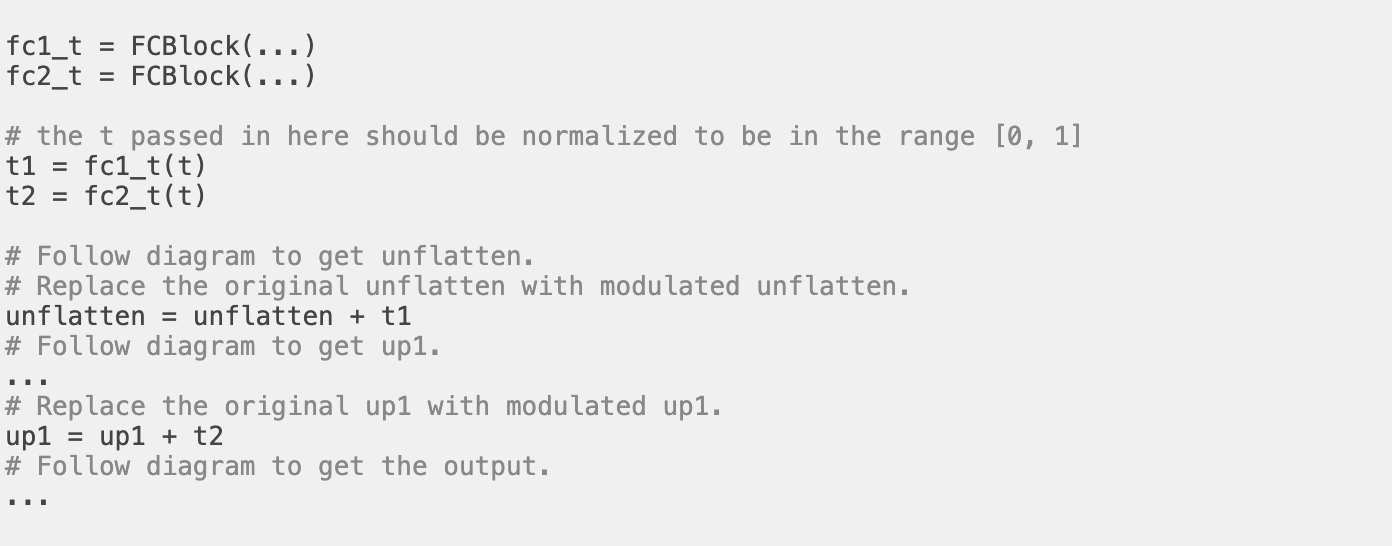 fc1_t = FCBlock(...)
fc2_t = FCBlock(...)
# the t passed in here should be normalized to be in the range [0, 1]
t1 = fc1_t(t)
t2 = fc2_t(t)
# Follow diagram to get unflatten.
# Replace the original unflatten with modulated unflatten.
unflatten = unflatten + t1
# Follow diagram to get up1.
...
# Replace the original up1 with modulated up1.
up1 = up1 + t2
# Follow diagram to get the output.
...